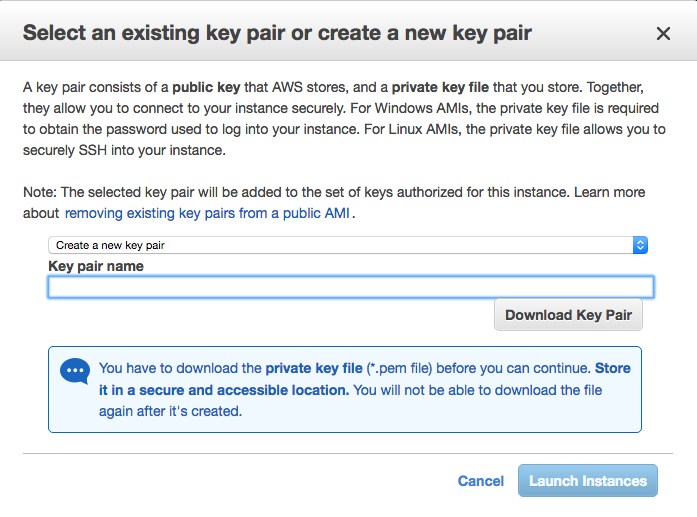 Select an existing key pair or create a new key pair
A key pair consists of a public key that AWS stores, and a private key file that you store. Together,
they allow you to connect to your instance securely. For Windows AMIs, the private key file is required
to obtain the password used to log into your instance. For Linux AMIs, the private key file allows you to
securely SSH into your instance.
Note: The selected key pair will be added to the set of keys authorized for this instance. Learn more
about removing existing key pairs from a public AMI.
Create a new key pair
Key pair name
Download Key Pair
You have to download the private key file (*.pem file) before you can continue. Store
it in a secure and accessible location. You will not be able to download the file
again after it's created.
Cancel Launch Instances